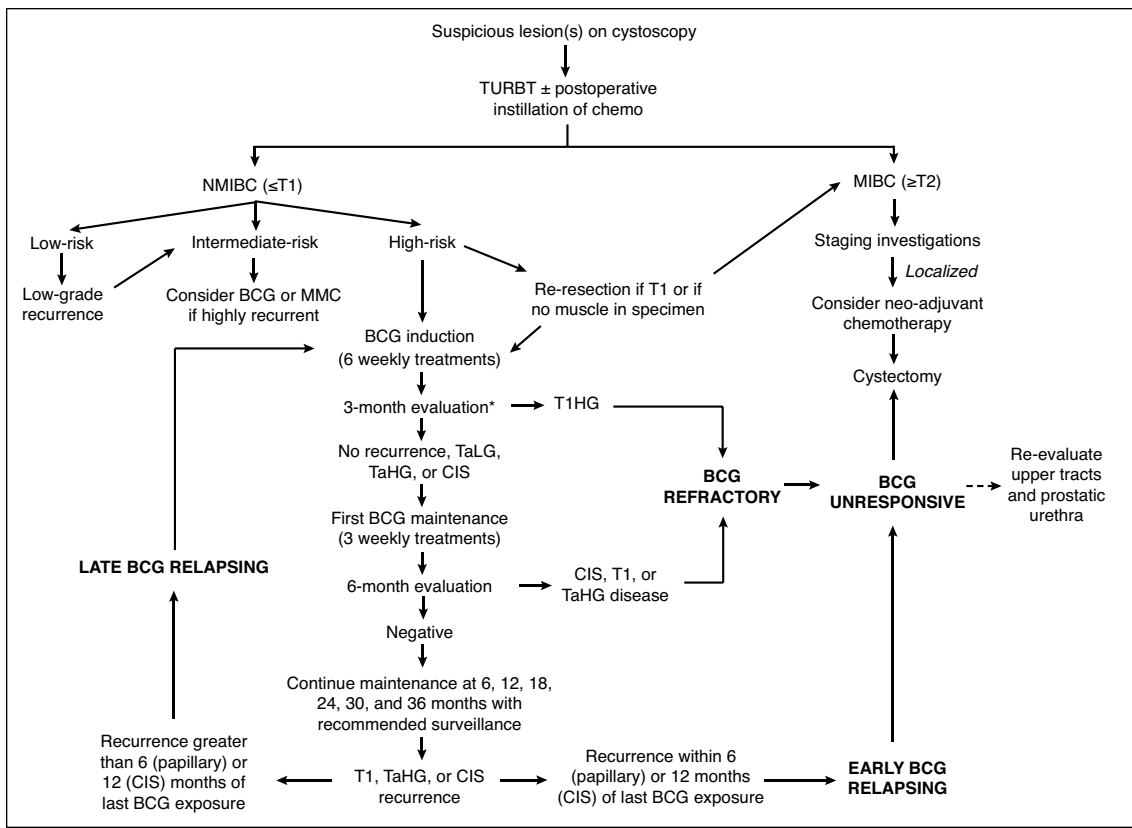 Suspicious lesion(s) on cystoscopy
TURBT ± postoperative
instillation of chemo
NMIBC (≤T1)
MIBC (≥T2)
Low-risk
Intermediate-risk
High-risk
Staging investigations
Localized
Low-grade
recurrence
Consider BCG or MMC
if highly recurrent
Re-resection if T1 or if
no muscle in specimen
Consider neo-adjuvant
chemotherapy
BCG induction
(6 weekly treatments)
Cystectomy
3-month evaluation*
T1HG
No recurrence, TaLG,
TaHG, or CIS
BCG
REFRACTORY
BCG
UNRESPONSIVE
Re-evaluate
upper tracts
and prostatic
urethra
First BCG maintenance
(3 weekly treatments)
LATE BCG RELAPSING
6-month evaluation
CIS, T1, or
TaHG disease
Negative
Continue maintenance at 6, 12, 18,
24, 30, and 36 months with
recommended surveillance
Recurrence greater
than 6 (papillary) or
12 (CIS) months of
last BCG exposure
T1, TaHG, or CIS
recurrence
Recurrence within 6
(papillary) or 12 months
(CIS) of last BCG exposure
EARLY BCG
RELAPSING